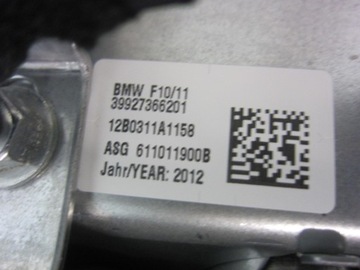 BMW F10/11
39927366201
12B0311A1158
ASG 611011900B
Jahr/YEAR: 2012